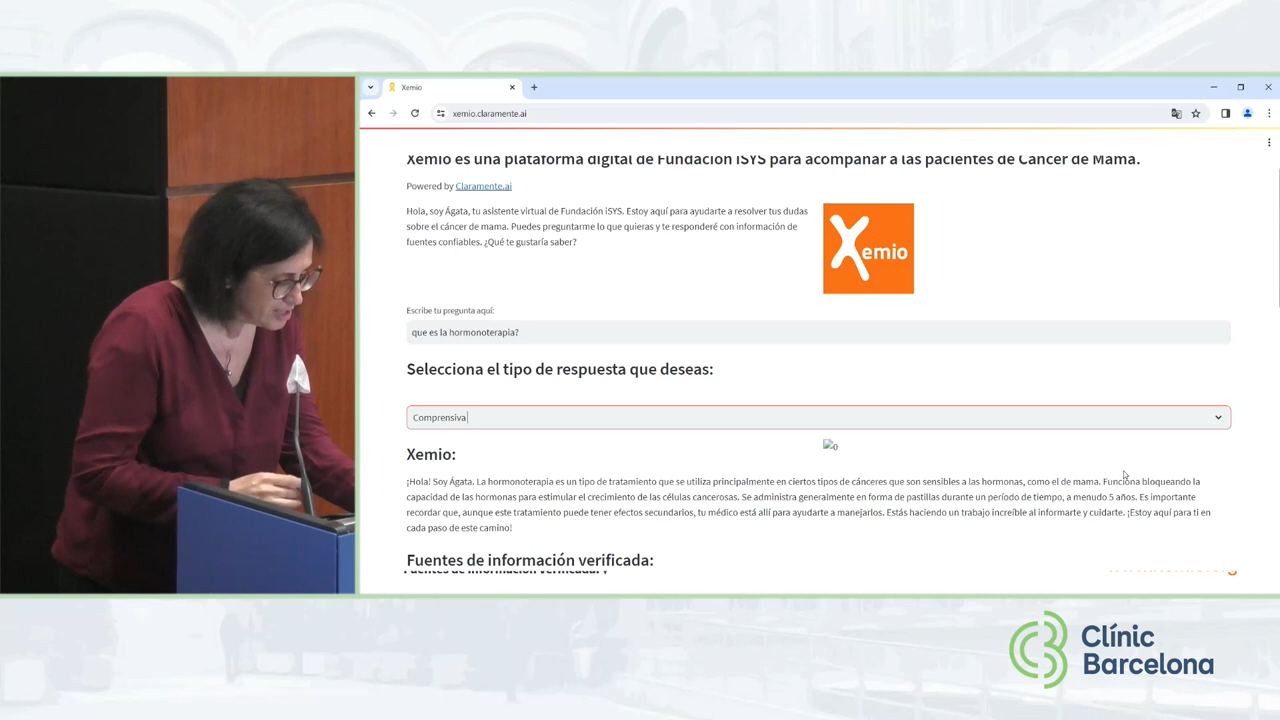 Xemio
xemio.claramente.ai
Xemio es una plataforma digital de Fundación iSYS para acompañar a las pacientes de Cáncer de Mama.
Powered by Claramente.ai
Hola, soy Ágata, tu asistente virtual de Fundación iSYS. Estoy aquí para ayudarte a resolver tus dudas
sobre el cáncer de mama. Puedes preguntarme lo que quieras y te responderé con información de
fuentes confiables. ¿Qué te gustaría saber?
Xemio
Escribe tu pregunta aquí:
que es la hormonoterapia?
Selecciona el tipo de respuesta que deseas:
Comprensiva
0
Xemio:
¡Hola! Soy Ágata. La hormonoterapia es un tipo de tratamiento que se utiliza principalmente en ciertos tipos de cánceres que son sensibles a las hormonas, como el de mama. Funciona bloqueando la
capacidad de las hormonas para estimular el crecimiento de las células cancerosas. Se administra generalmente en forma de pastillas durante un período de tiempo, a menudo 5 años. Es importante
recordar que, aunque este tratamiento puede tener efectos secundarios, tu médico está allí para ayudarte a manejarlos. Estás haciendo un trabajo increíble al informarte y cuidarte. ¡Estoy aquí para ti en
cada paso de este camino!
Fuentes de información verificada:
Clínic
Barcelona